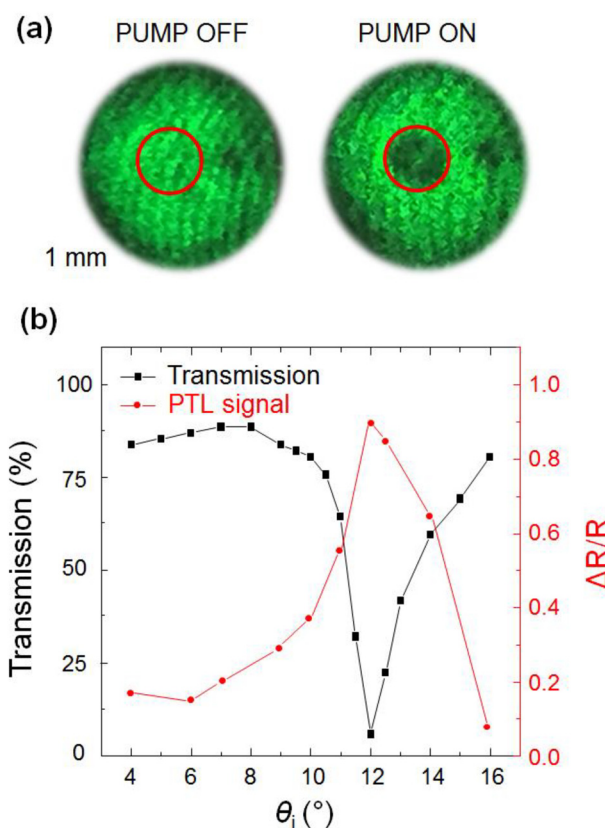 (a)
PUMP OFF PUMP ON
1 mm
(b)
Transmission
PTL signal
100
75
50
25
0
Transmission (%)
1.0
0.8
0.6
0.4
0.2
0.0
ΔR/R
4 6 8 10 12 14 16
θi (°)